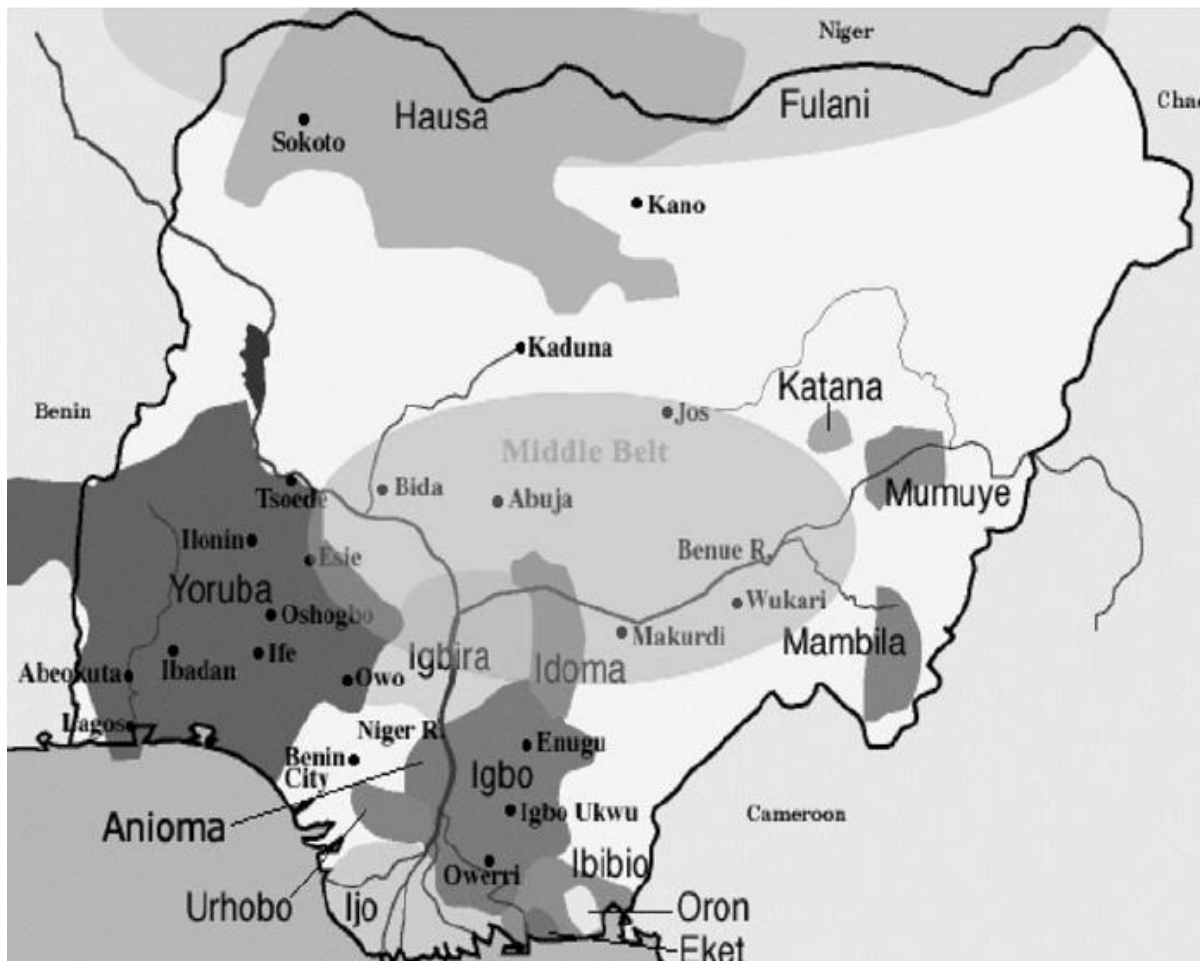 Niger
Chac
Hausa
Fulani
Sokoto
Kano
Kaduna
Benin
Katana
Jos
Middle Belt
Tsoede
Bida
Abuja
Mumuye
Ilonin
Esie
Benue R.
Yoruba
Oshogbo
Wukari
Makurdi
Mambila
Abeokuta
Ibadan
Ife
Igbira
Idoma
Owo
Lagos
Niger R.
Benin
City
Enugu
Igbo
Anioma
Igbo Ukwu
Cameroon
Owerri
Ibibio
Urhobo
Ijo
Oron
Eket